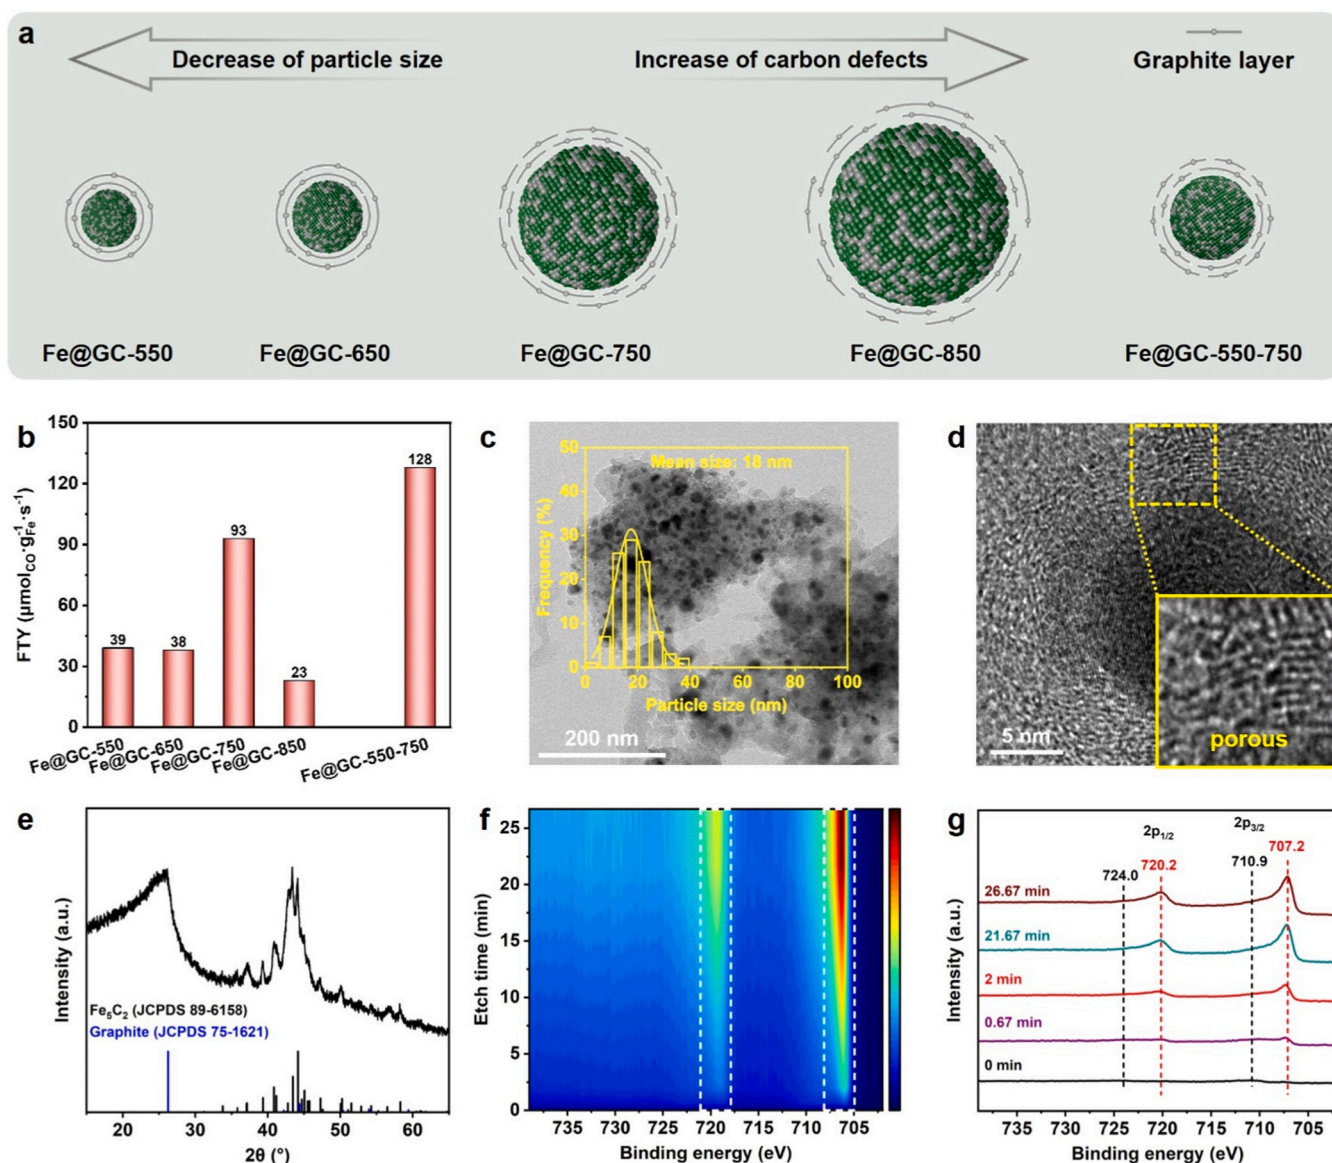 a
Decrease of particle size
Increase of carbon defects
Graphite layer
Fe@GC-550
Fe@GC-650
Fe@GC-750
Fe@GC-850
Fe@GC-550-750
b
150
120
90
60
30
0
FTY (μmol_CO·g_Fe^-1·s^-1)
39
38
93
23
128
Fe@GC-550
Fe@GC-650
Fe@GC-750
Fe@GC-850
Fe@GC-550-750
c
50
40
30
20
10
0
Frequency (%)
Mean size: 18 nm
0 20 40 60 80 100
Particle size (nm)
200 nm
d
5 nm
porous
e
Intensity (a.u.)
Fe₅C₂ (JCPDS 89-6158)
Graphite (JCPDS 75-1621)
20 30 40 50 60
2θ (°)
f
25
20
15
10
5
0
Etch time (min)
735 730 725 720 715 710 705
Binding energy (eV)
g
Intensity (a.u.)
2p₁/₂
2p₃/₂
724.0
720.2
710.9
707.2
26.67 min
21.67 min
2 min
0.67 min
0 min
735 730 725 720 715 710 705
Binding energy (eV)